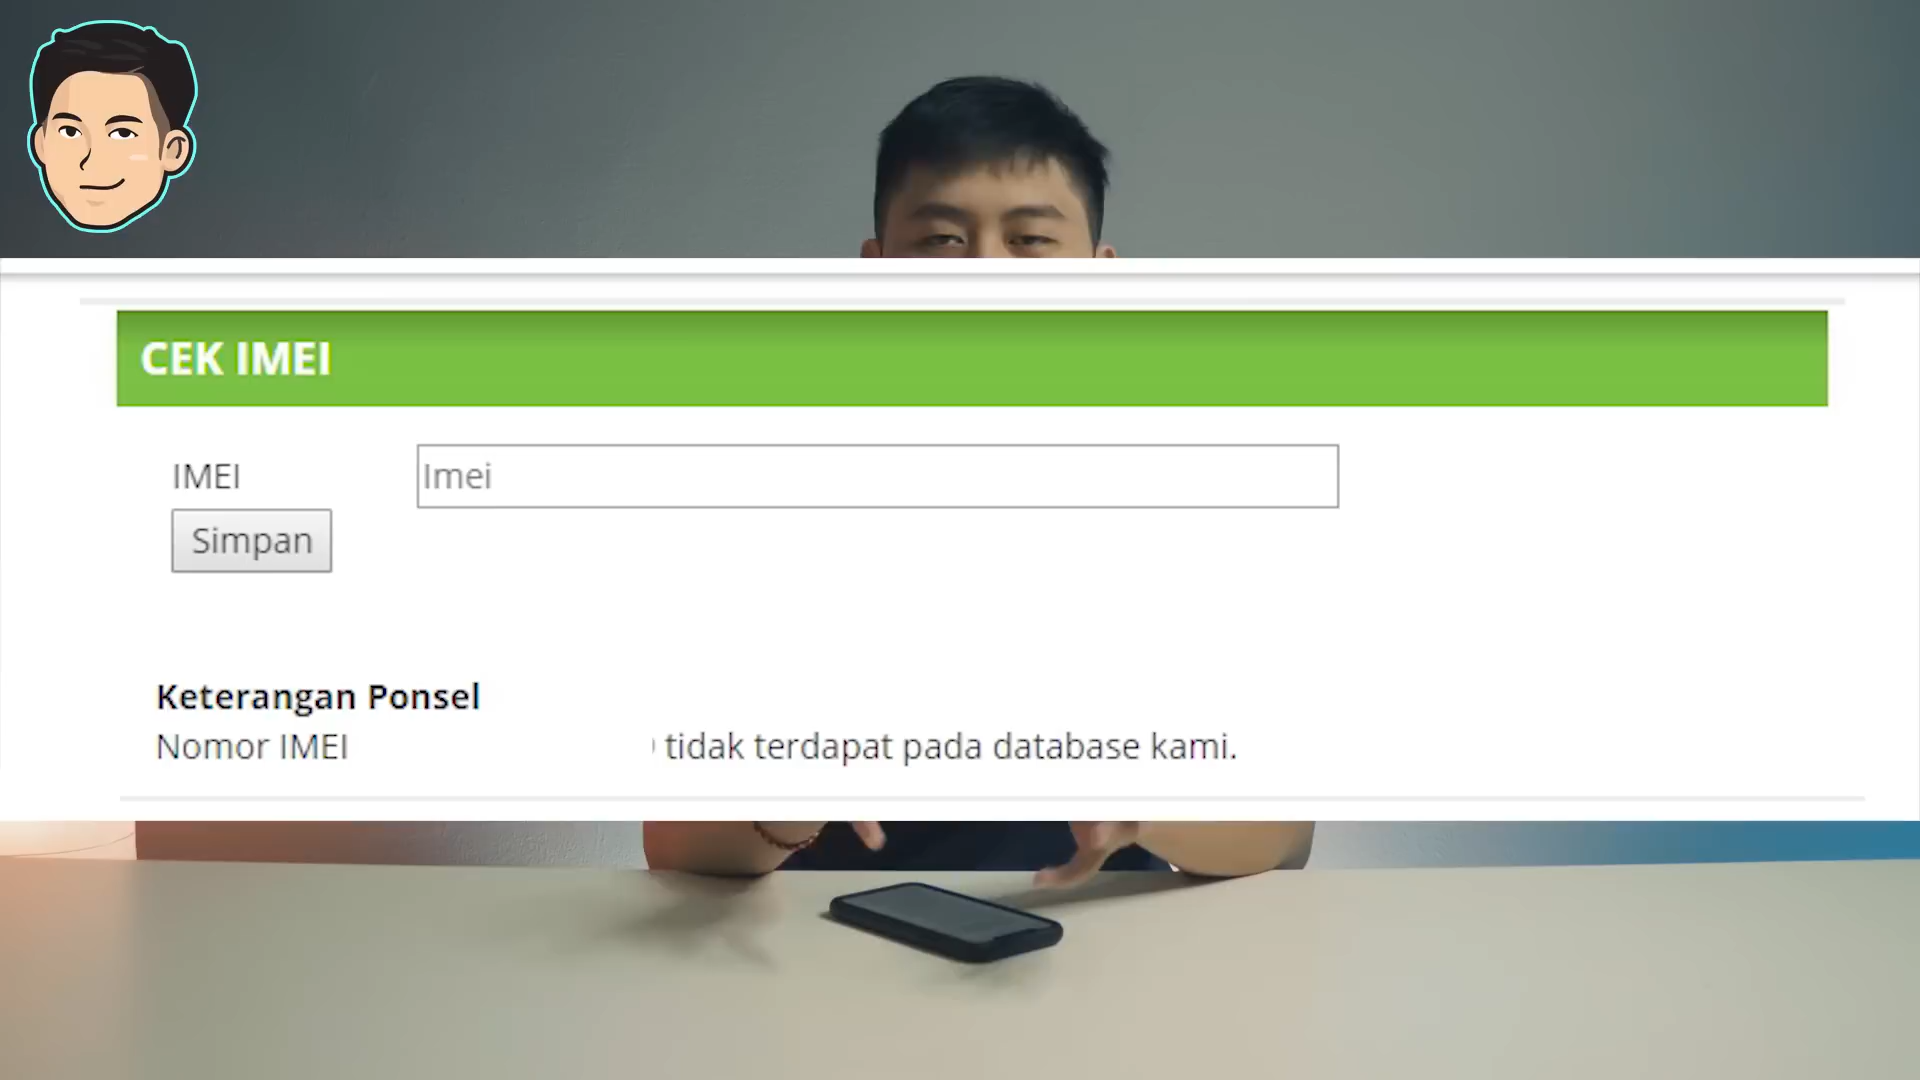 CEK IMEI
IMEI
Imei
Simpan
Keterangan Ponsel
Nomor IMEI tidak terdapat pada database kami.